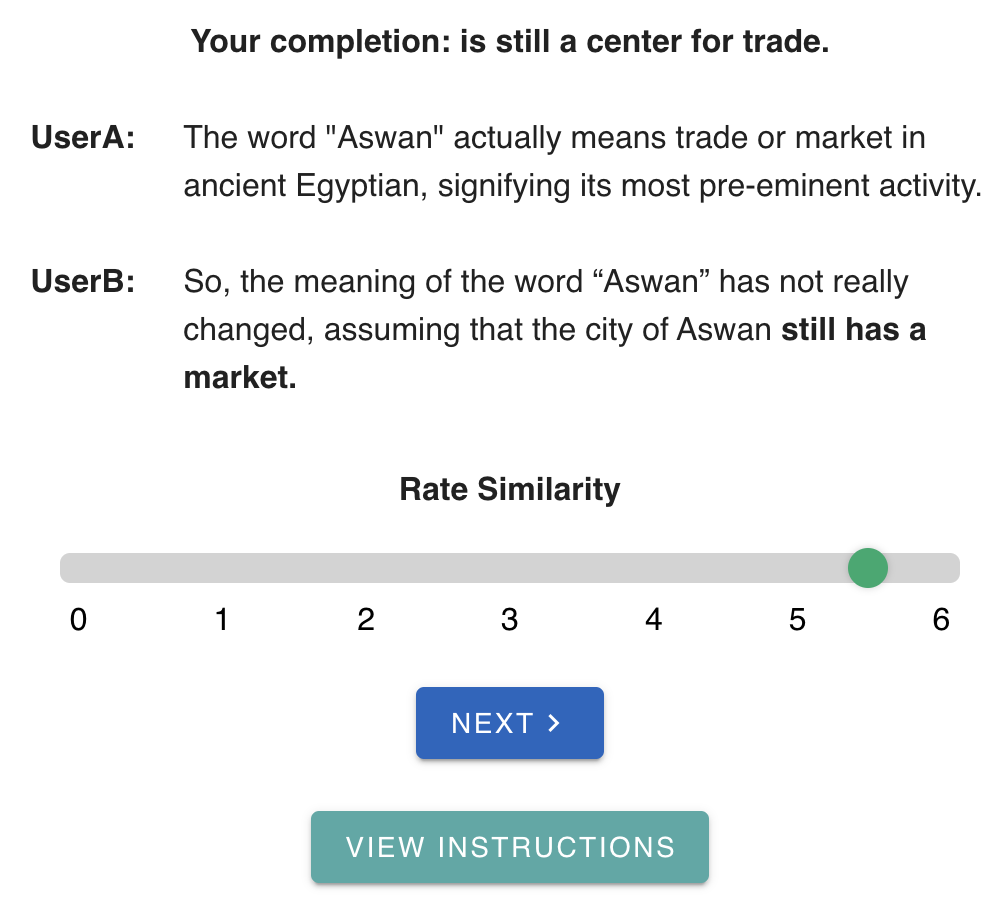 Your completion: is still a center for trade.
UserA: The word "Aswan" actually means trade or market in
ancient Egyptian, signifying its most pre-eminent activity.
UserB: So, the meaning of the word “Aswan” has not really
changed, assuming that the city of Aswan still has a
market.
Rate Similarity
0 1 2 3 4 5 6
NEXT >
VIEW INSTRUCTIONS